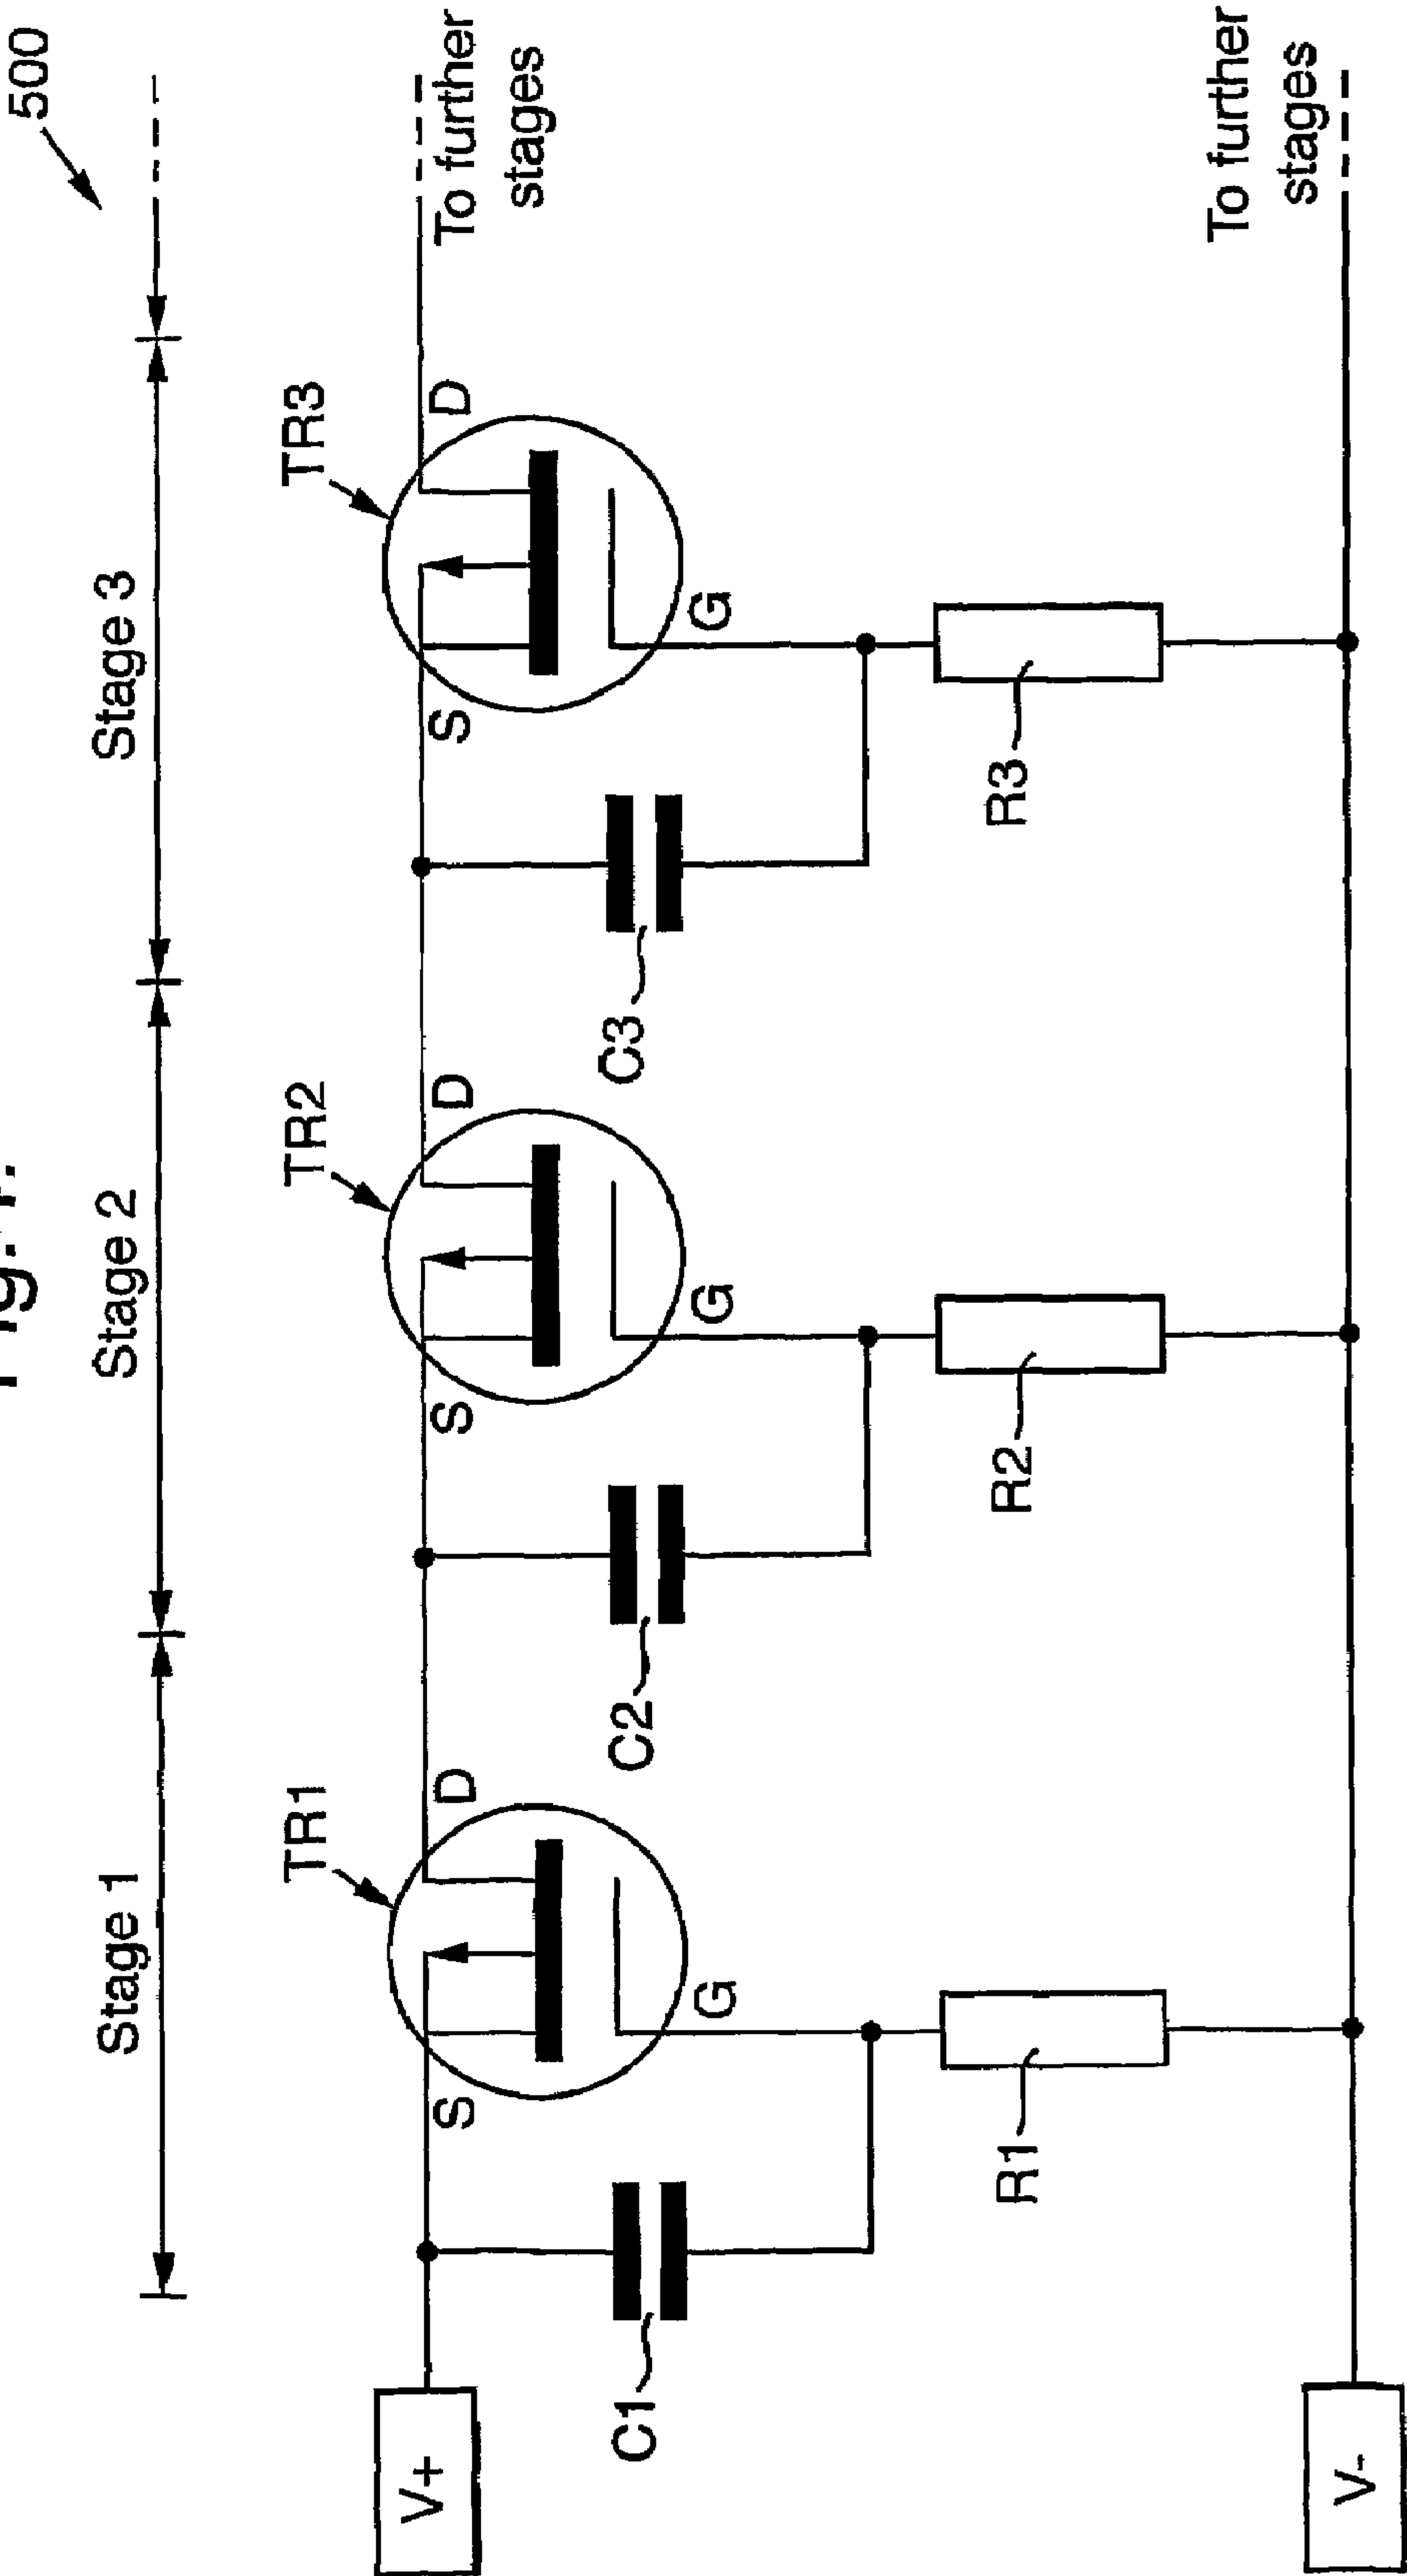 500
Stage 1
Stage 2
Stage 3
TR1
TR2
TR3
V+
S
D
S
D
S
D
To further
stages
C1
G
C2
G
C3
G
R1
R2
R3
V-
To further
stages